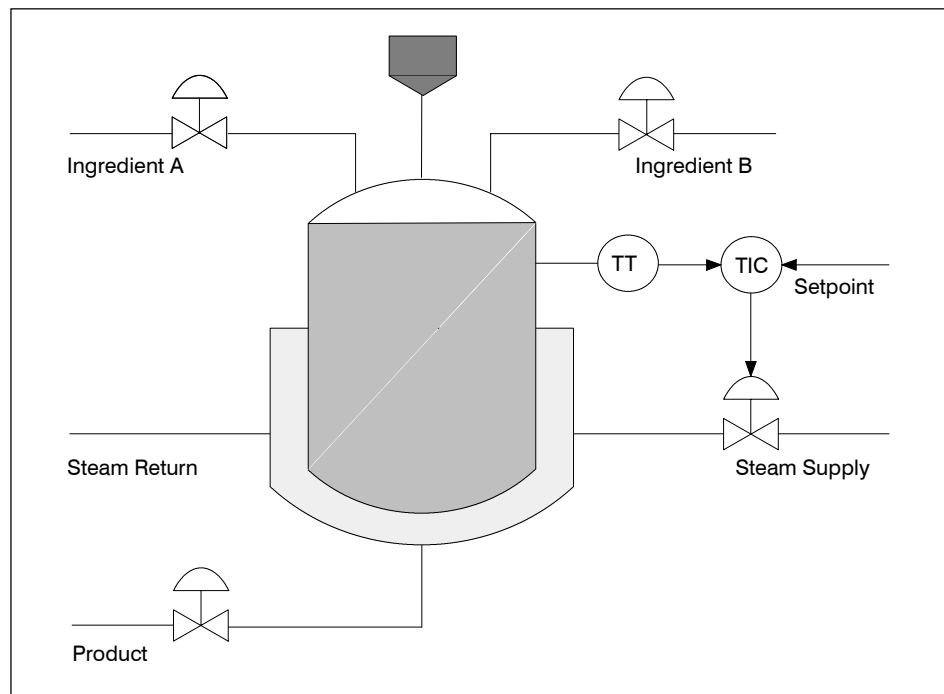 Ingredient A
Ingredient B
TT
TIC
Setpoint
Steam Return
Steam Supply
Product